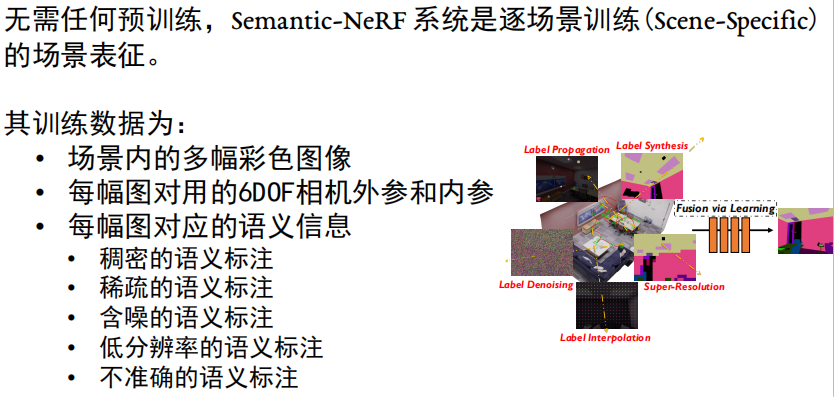 无需任何预训练，Semantic-NeRF 系统是逐场景训练(Scene-Specific)
的场景表征。
其训练数据为：
• 场景内的多幅彩色图像
• 每幅图对用的6DOF相机外参和内参
• 每幅图对应的语义信息
• 稠密的语义标注
• 稀疏的语义标注
• 含噪的语义标注
• 低分辨率的语义标注
• 不准确的语义标注
Label Propagation
Label Synthesis
Fusion via Learning
Label Denoising
Super-Resolution
Label Interpolation